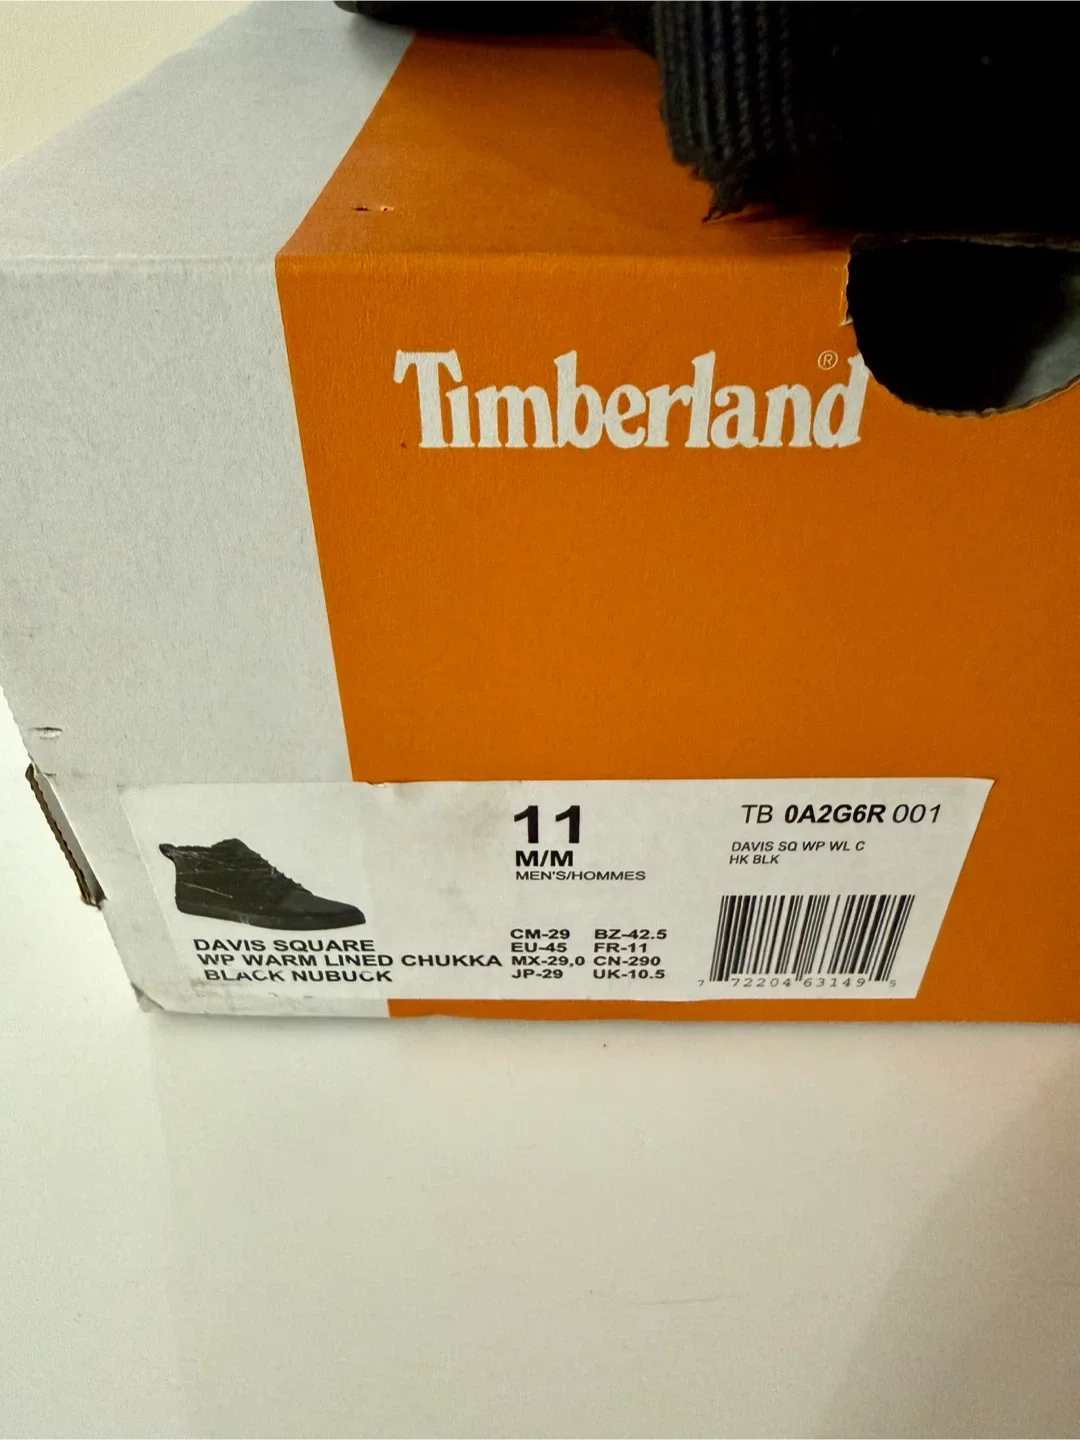 Timberland®
11
M/M
MEN'S/HOMMES
TB 0A2G6R 001
DAVIS SQ WP WL C
HK BLK
DAVIS SQUARE
WP WARM LINED CHUKKA
BLACK NUBUCK
CM-29 BZ-42.5
EU-45 FR-11
MX-29,0 CN-290
JP-29 UK-10.5
7 72204 63149 5